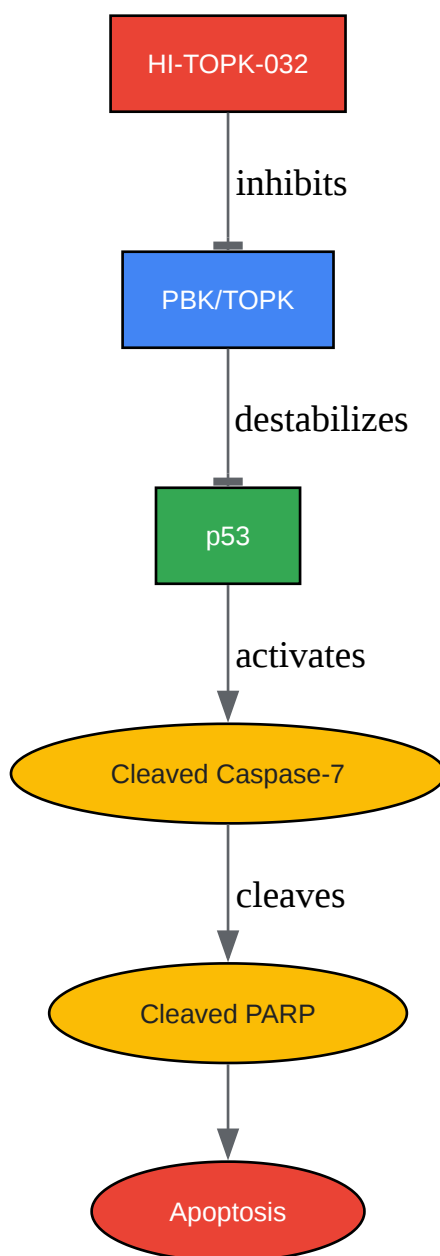 HI-TOPK-032
inhibits
PBK/TOPK
destabilizes
p53
activates
Cleaved Caspase-7
cleaves
Cleaved PARP
Apoptosis